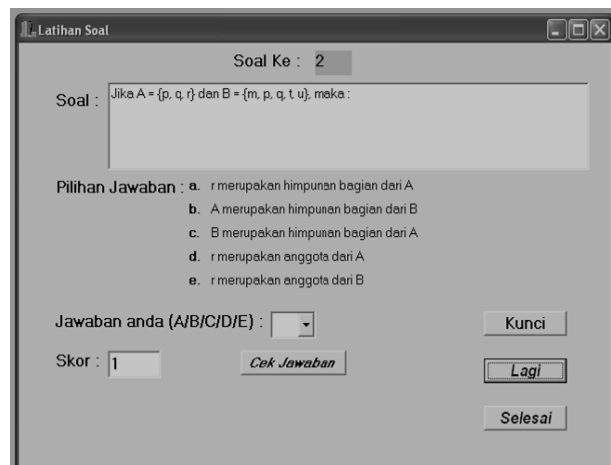 Latihan Soal
Soal Ke : 2
Soal : Jika A = {p, q, r} dan B = {m, p, q, t, u}, maka :
Pilihan Jawaban : a. r merupakan himpunan bagian dari A
b. A merupakan himpunan bagian dari B
c. B merupakan himpunan bagian dari A
d. r merupakan anggota dari A
e. r merupakan anggota dari B
Jawaban anda (A/B/C/D/E) :
Kunci
Skor : 1
Cek Jawaban
Lagi
Selesai